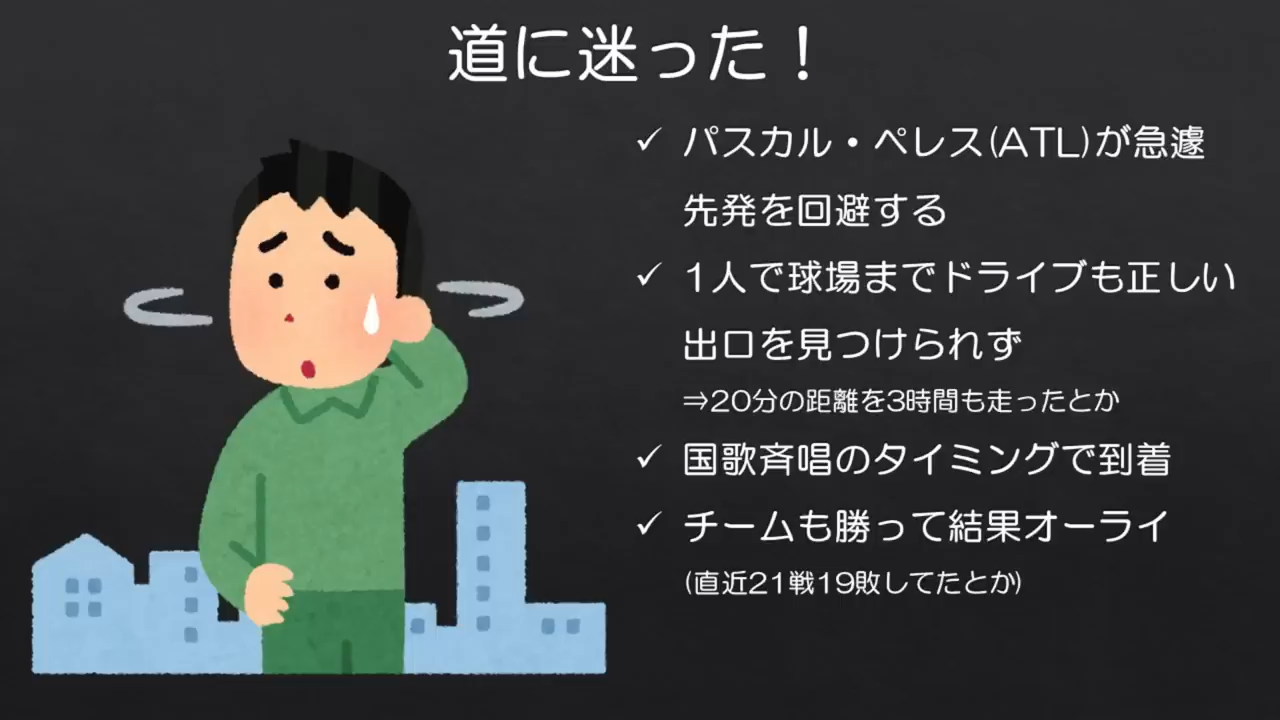 道に迷った！
✓ パスカル・ペレス(ATL)が急遽
先発を回避する
✓ 1人で球場までドライブも正しい
出口を見つけられず
⇒20分の距離を3時間も走ったとか
✓ 国歌斉唱のタイミングで到着
✓ チームも勝って結果オーライ
(直近21戦19敗してたとか)